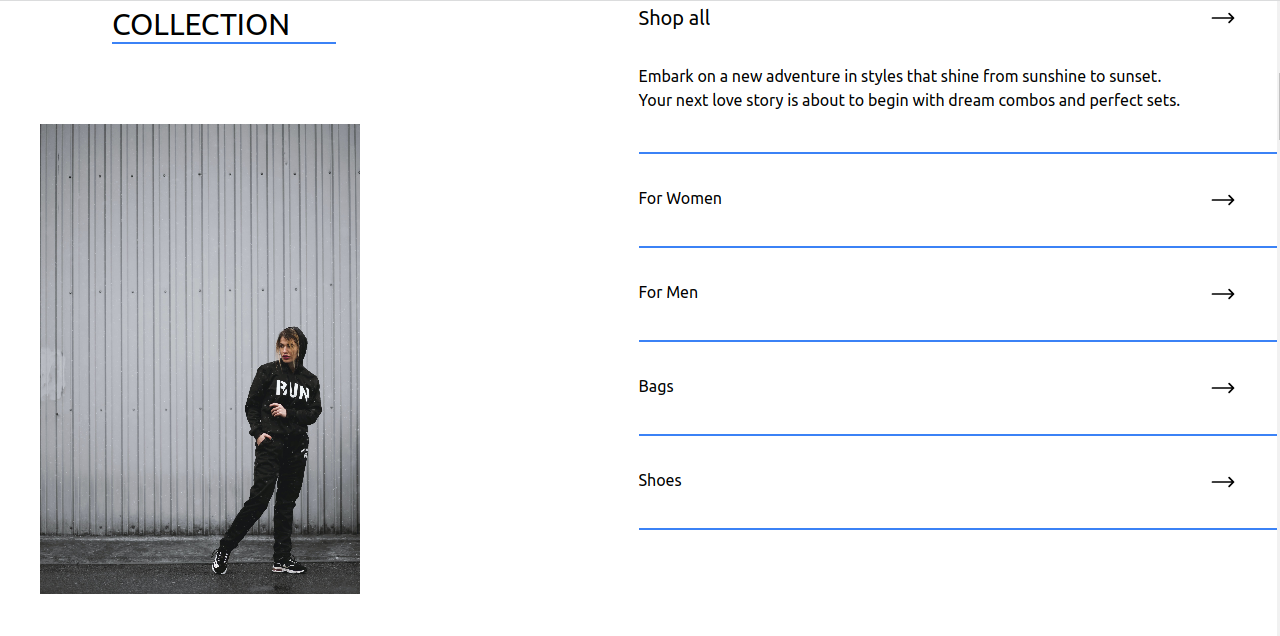 COLLECTION
Shop all
Embark on a new adventure in styles that shine from sunshine to sunset.
Your next love story is about to begin with dream combos and perfect sets.
For Women
For Men
Bags
Shoes
RUN